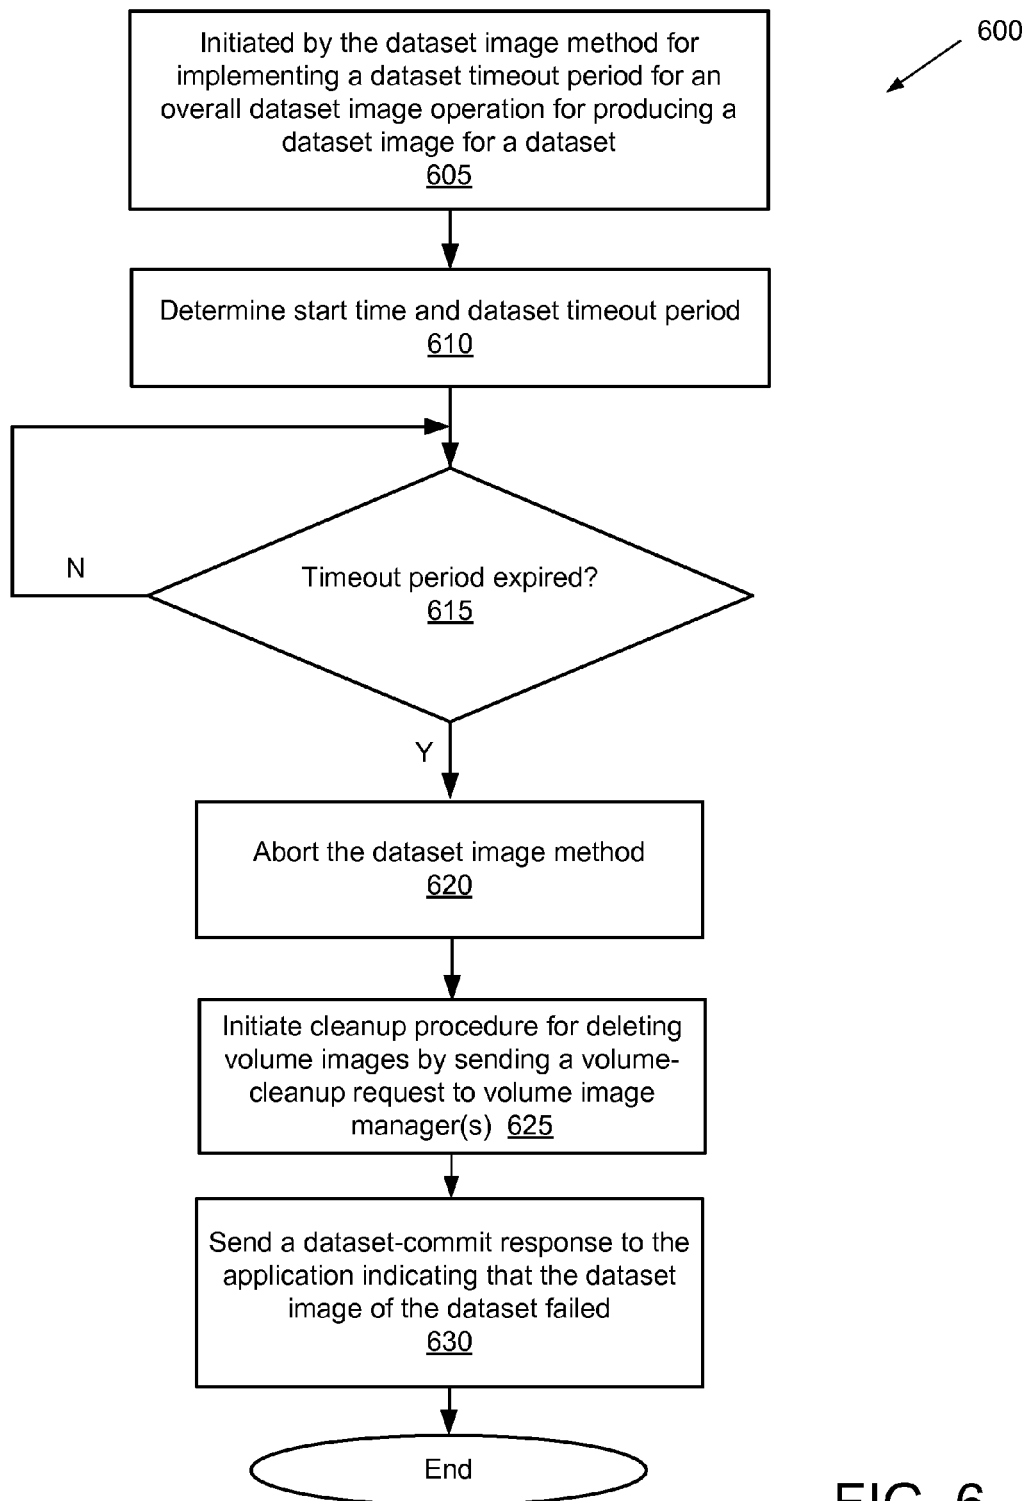 600
Initiated by the dataset image method for
implementing a dataset timeout period for an
overall dataset image operation for producing a
dataset image for a dataset
605
Determine start time and dataset timeout period
610
N
Timeout period expired?
615
Y
Abort the dataset image method
620
Initiate cleanup procedure for deleting
volume images by sending a volume-
cleanup request to volume image
manager(s) 625
Send a dataset-commit response to the
application indicating that the dataset
image of the dataset failed
630
End
FIG. 6